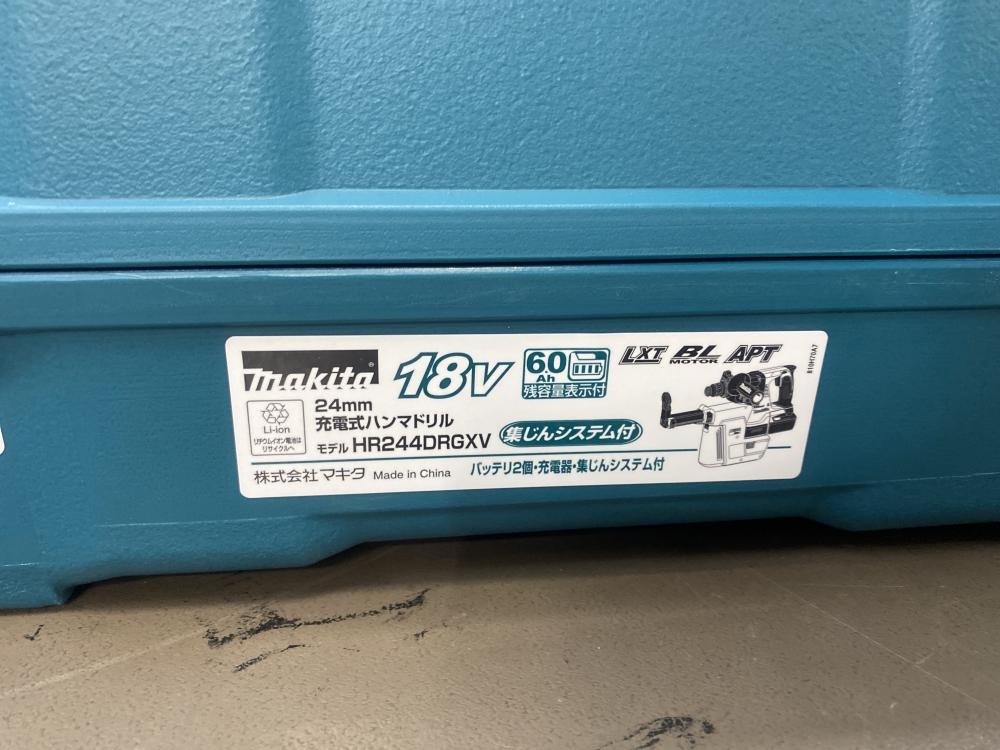 makita® 18V 6.0Ah 残容量表示付 LXT BL MOTOR APT
24mm
充電式ハンマドリル
モデル HR244DRGXV 集じんシステム付
Li-ion
リチウムイオン電池は
リサイクルへ
株式会社マキタ Made in China バッテリ2個・充電器・集じんシステム付